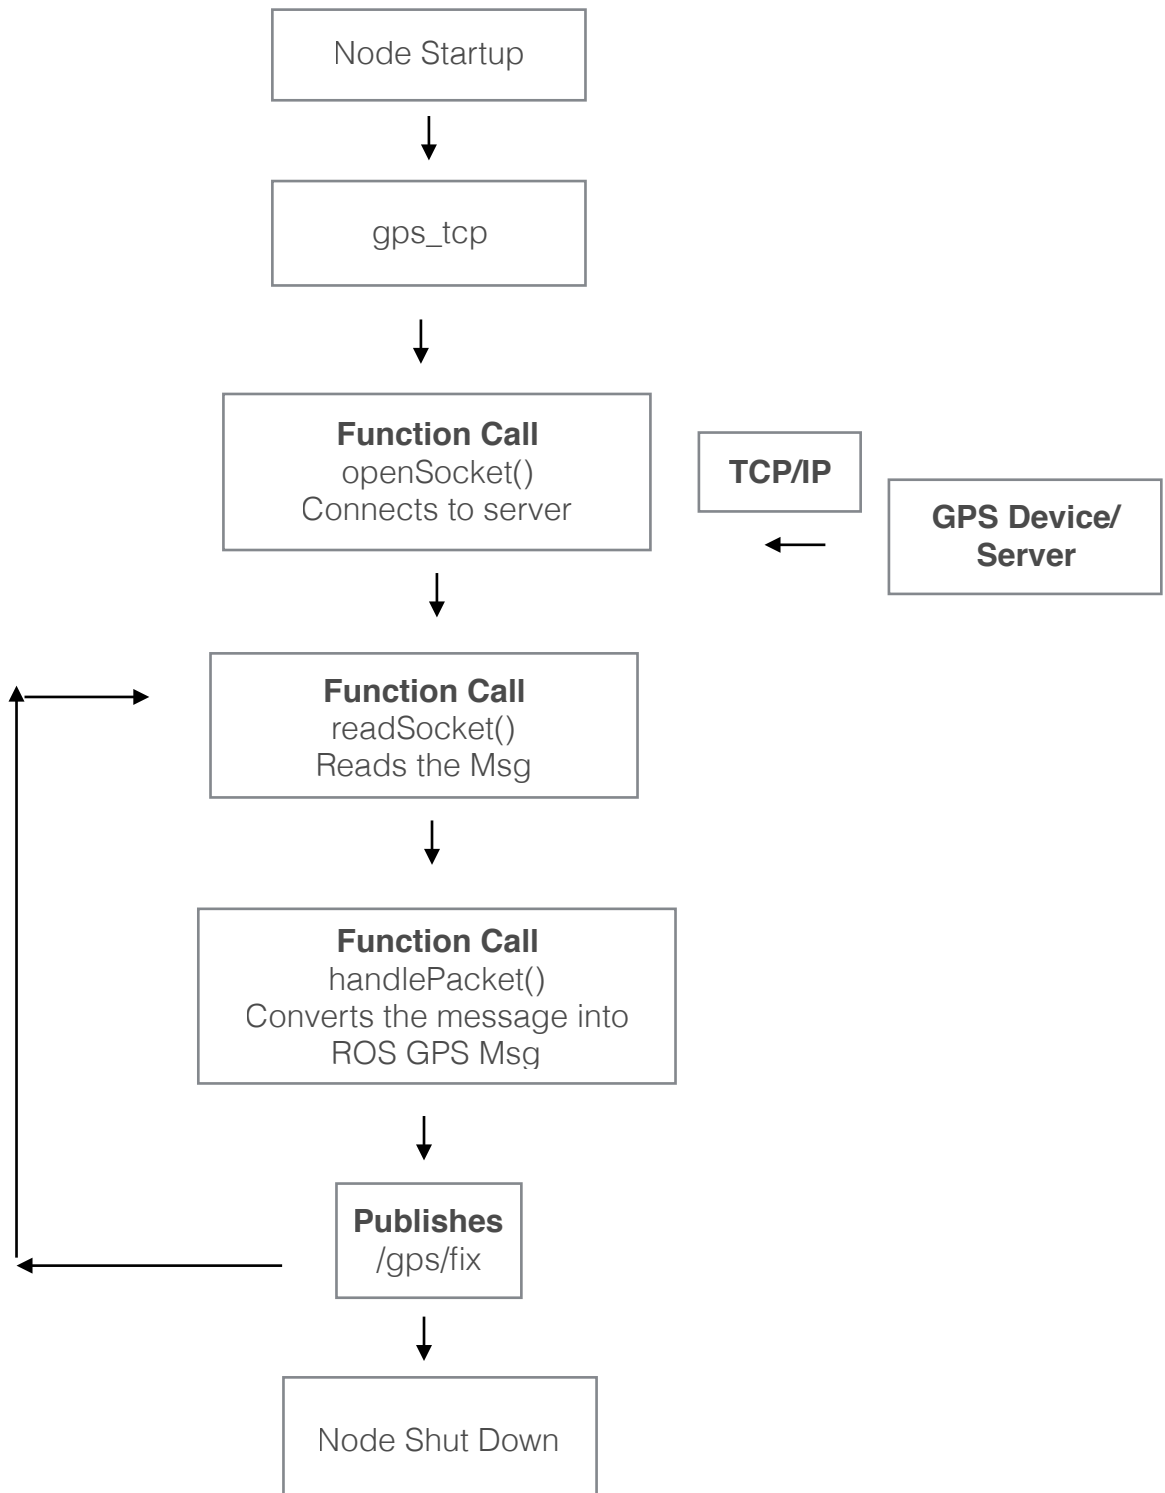 Node Startup
gps_tcp
Function Call
openSocket()
Connects to server
TCP/IP
GPS Device/
Server
Function Call
readSocket()
Reads the Msg
Function Call
handlePacket()
Converts the message into
ROS GPS Msg
Publishes
/gps/fix
Node Shut Down